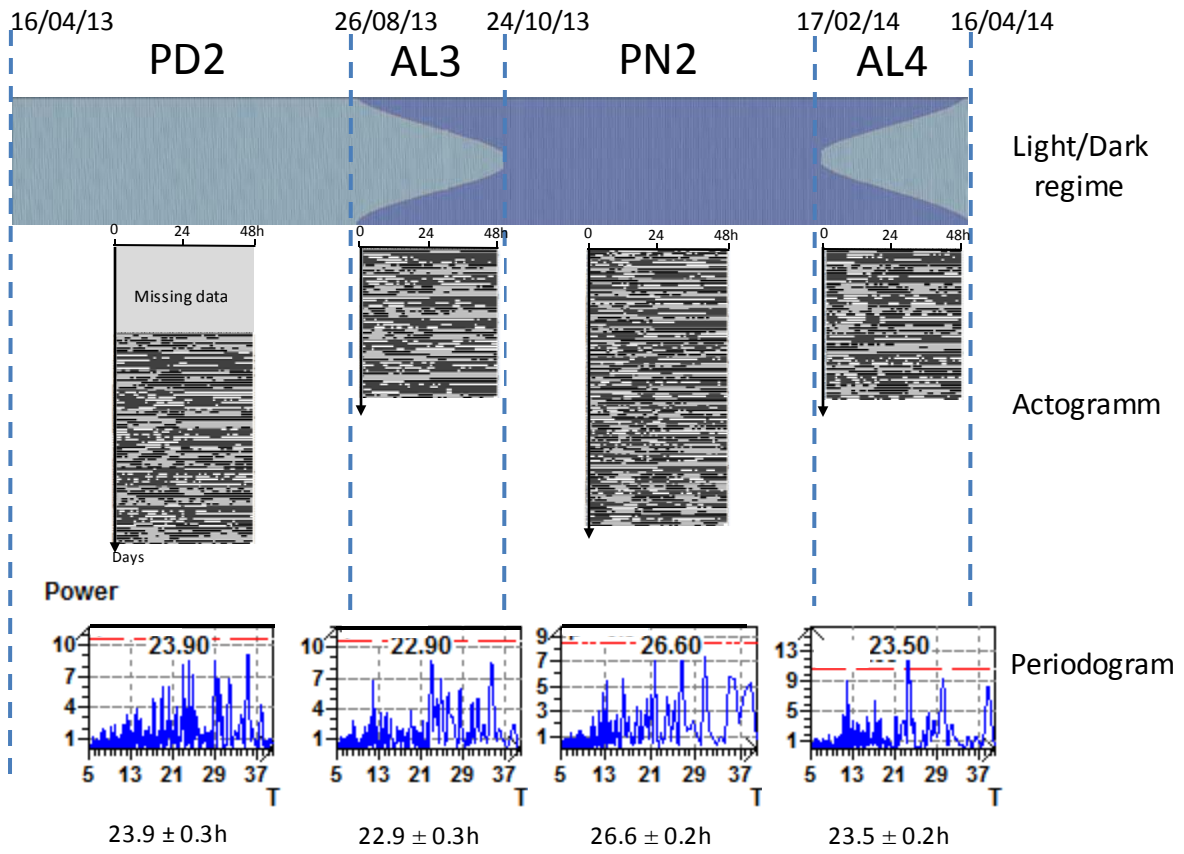 16/04/13 26/08/13 24/10/13 17/02/14 16/04/14
PD2 AL3 PN2 AL4
Light/Dark
regime
0 24 48h 0 24 48h 0 24 48h 0 24 48h
Missing data
Actogramm
Days
Power
10 7 4 1 23.90
10 7 4 1 22.90
9 7 5 3 1 26.60
13 9 5 1 23.50
Periodogram
5 13 21 29 37 5 13 21 29 37 5 13 21 29 37 5 13 21 29 37
T T T T
23.9 ± 0.3h 22.9 ± 0.3h 26.6 ± 0.2h 23.5 ± 0.2h